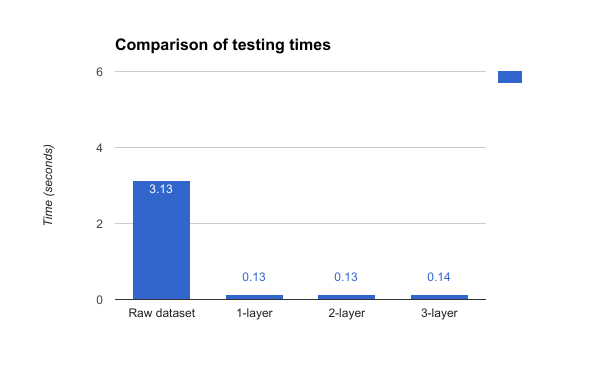 Comparison of testing times
6
4
2
0
Time (seconds)
3.13
0.13
0.13
0.14
Raw dataset
1-layer
2-layer
3-layer